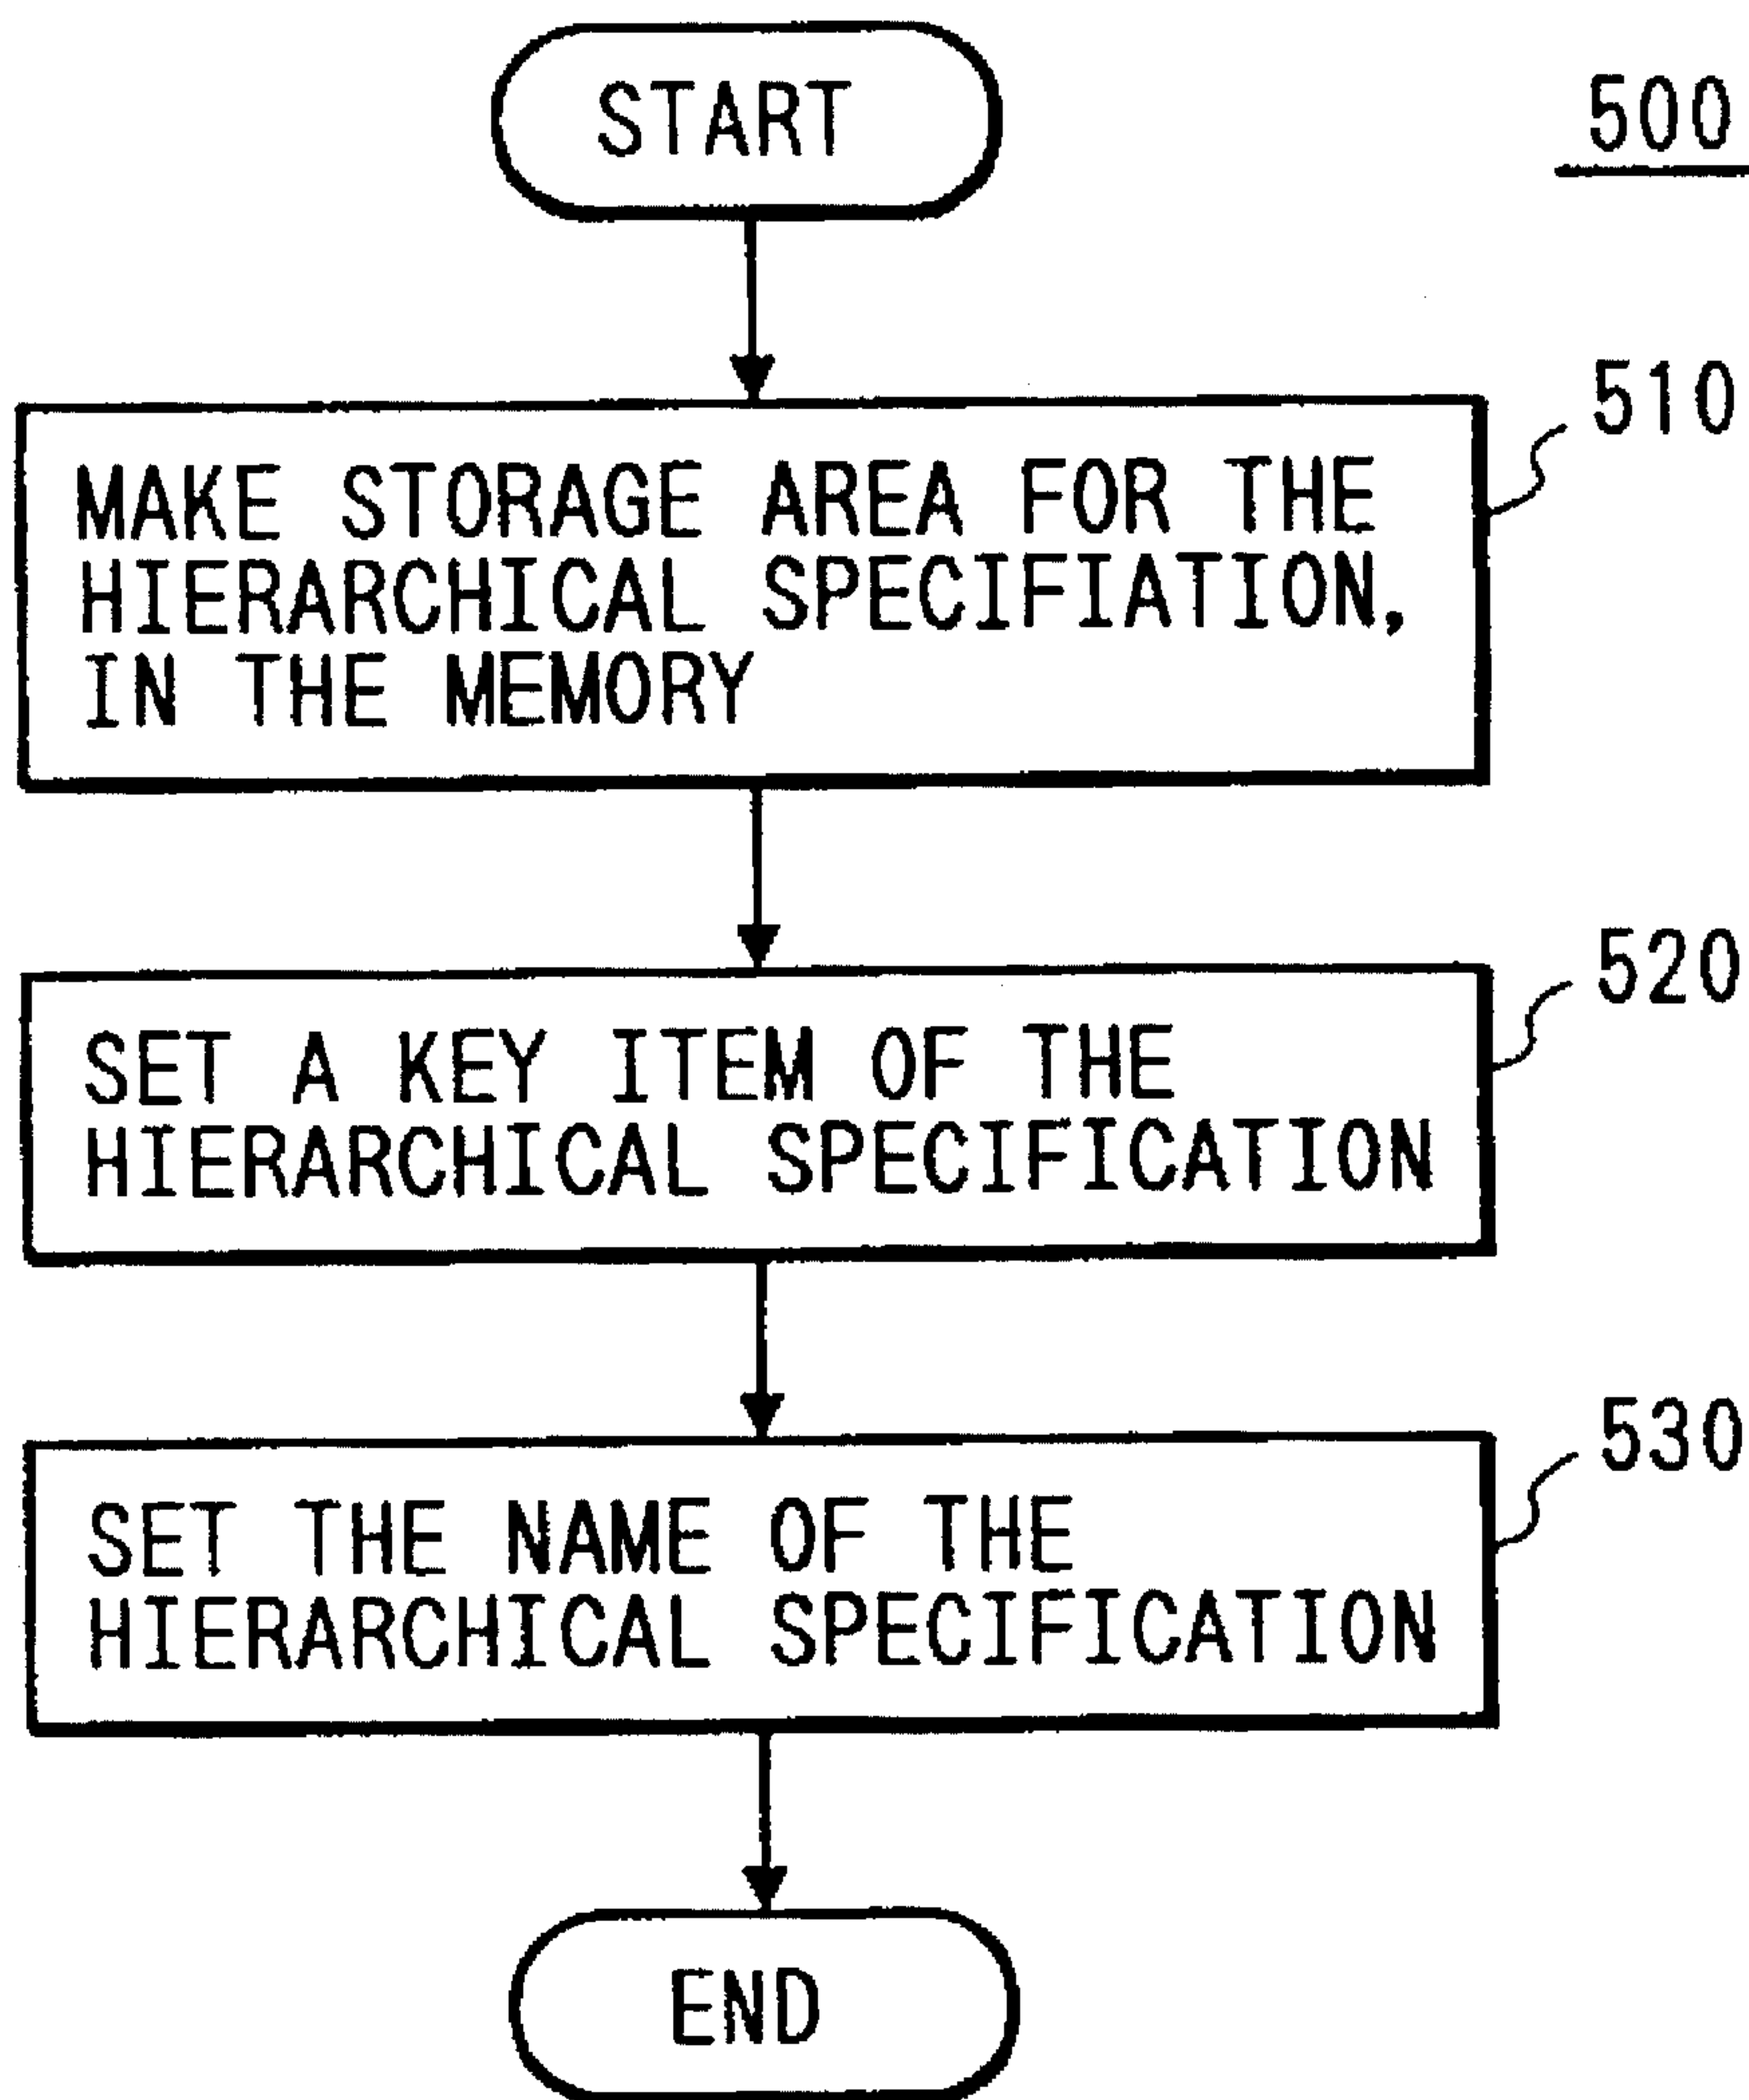 START
500
510
MAKE STORAGE AREA FOR THE
HIERARCHICAL SPECIFIATION,
IN THE MEMORY
520
SET A KEY ITEM OF THE
HIERARCHICAL SPECIFICATION
530
SET THE NAME OF THE
HIERARCHICAL SPECIFICATION
END